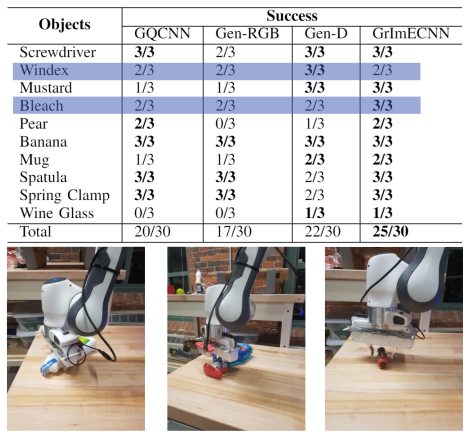 Objects Success
GQCNN Gen-RGB Gen-D GrImECNN
Screwdriver 3/3 2/3 3/3 3/3
Windex 2/3 2/3 3/3 2/3
Mustard 1/3 1/3 3/3 3/3
Bleach 2/3 2/3 2/3 3/3
Pear 2/3 0/3 1/3 2/3
Banana 3/3 3/3 3/3 3/3
Mug 1/3 1/3 2/3 2/3
Spatula 3/3 3/3 2/3 3/3
Spring Clamp 3/3 3/3 2/3 3/3
Wine Glass 0/3 0/3 1/3 1/3
Total 20/30 17/30 22/30 25/30